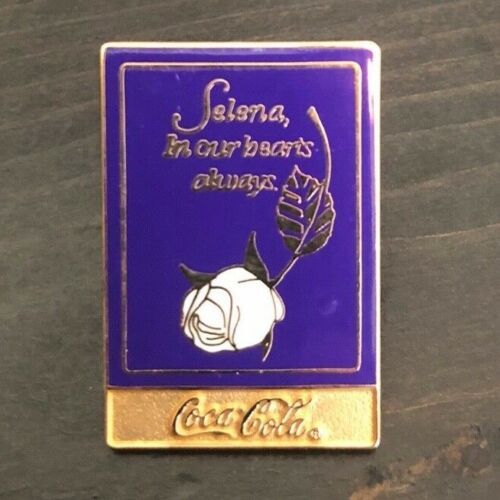 Selena,
In our hearts
always.
Coca-Cola®